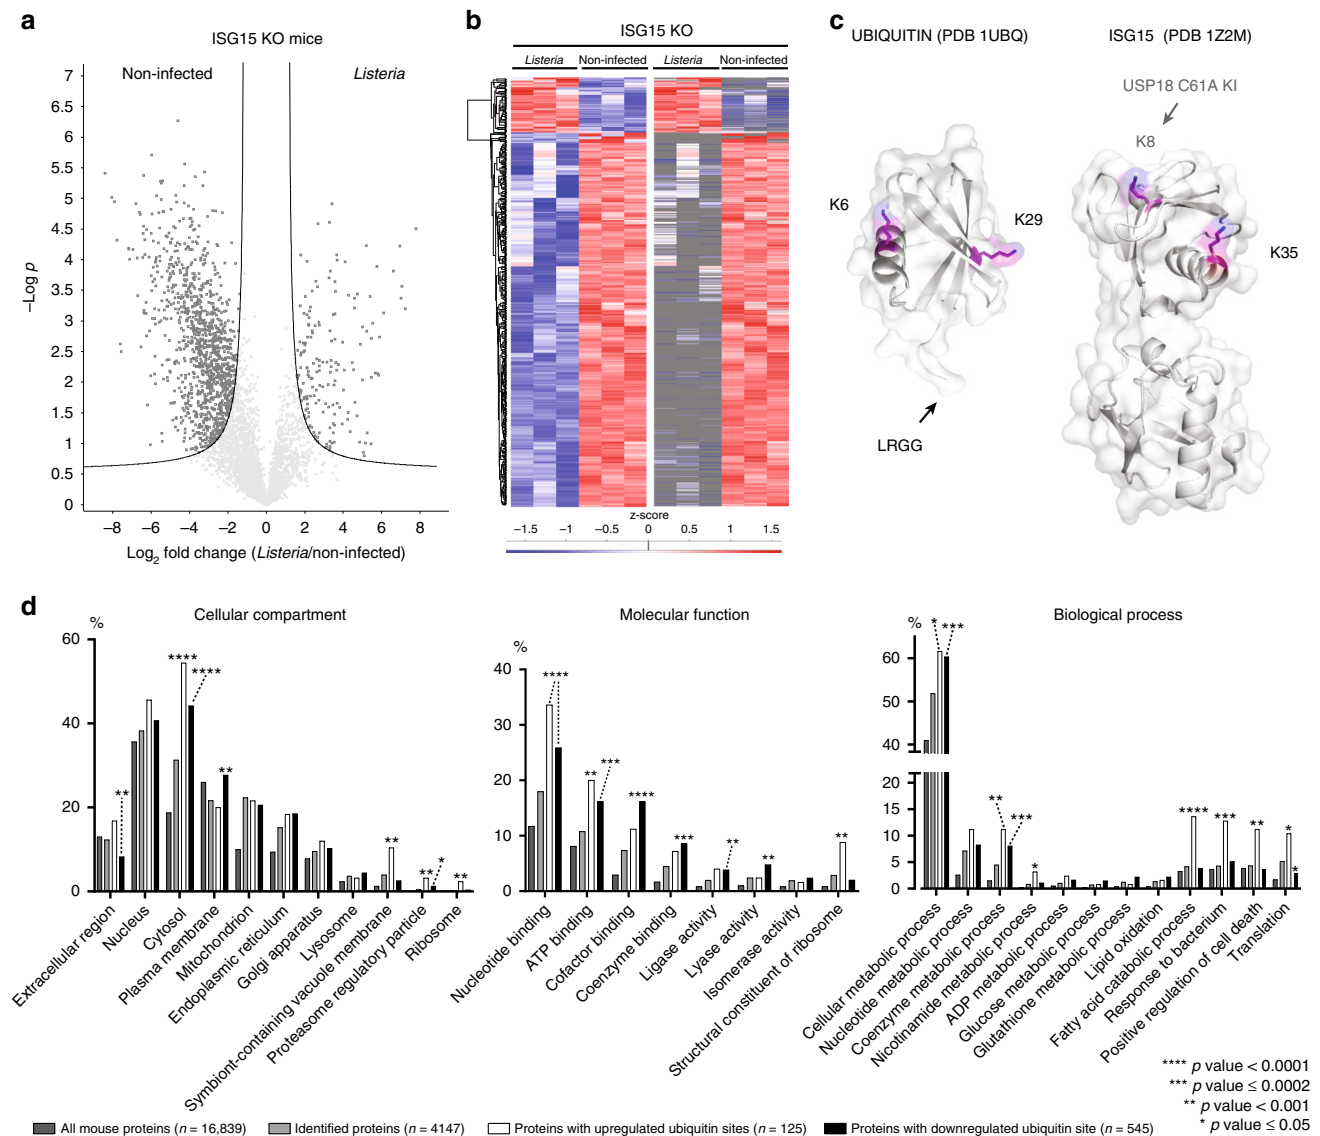 a
ISG15 KO mice
Non-infected
Listeria
7
6.5
6
5.5
5
4.5
4
3.5
3
2.5
2
1.5
1
0.5
0
–Log p
–8 –6 –4 –2 0 2 4 6 8
Log2 fold change (Listeria/non-infected)
b
ISG15 KO
Listeria Non-infected Listeria Non-infected
z-score
–1.5 –1 –0.5 0 0.5 1 1.5
c
UBIQUITIN (PDB 1UBQ)
ISG15 (PDB 1Z2M)
USP18 C61A KI
K8
K6
K29
K35
LRGG
d
Cellular compartment
%
60
40
20
0
**
****
****
**
**
**
*
**
Extracellular region
Nucleus
Cytosol
Plasma membrane
Mitochondrion
Endoplasmic reticulum
Golgi apparatus
Lysosome
Symbiont-containing vacuole membrane
Proteasome regulatory particle
Ribosome
Molecular function
%
40
30
20
10
0
****
**
***
****
***
**
**
**
Nucleotide binding
ATP binding
Cofactor binding
Coenzyme binding
Ligase activity
Lyase activity
Isomerase activity
Structural constituent of ribosome
Biological process
%
60
40
20
15
10
5
0
*
***
**
***
*
****
***
**
*
*
Cellular metabolic process
Nucleotide metabolic process
Coenzyme metabolic process
Nicotinamide metabolic process
ADP metabolic process
Glucose metabolic process
Glutathione metabolic process
Lipid oxidation
Fatty acid catabolic process
Response to bacterium
Positive regulation of cell death
Translation
**** p value < 0.0001
*** p value ≤ 0.0002
** p value < 0.001
* p value ≤ 0.05
All mouse proteins (n = 16,839)
Identified proteins (n = 4147)
Proteins with upregulated ubiquitin sites (n = 125)
Proteins with downregulated ubiquitin site (n = 545)